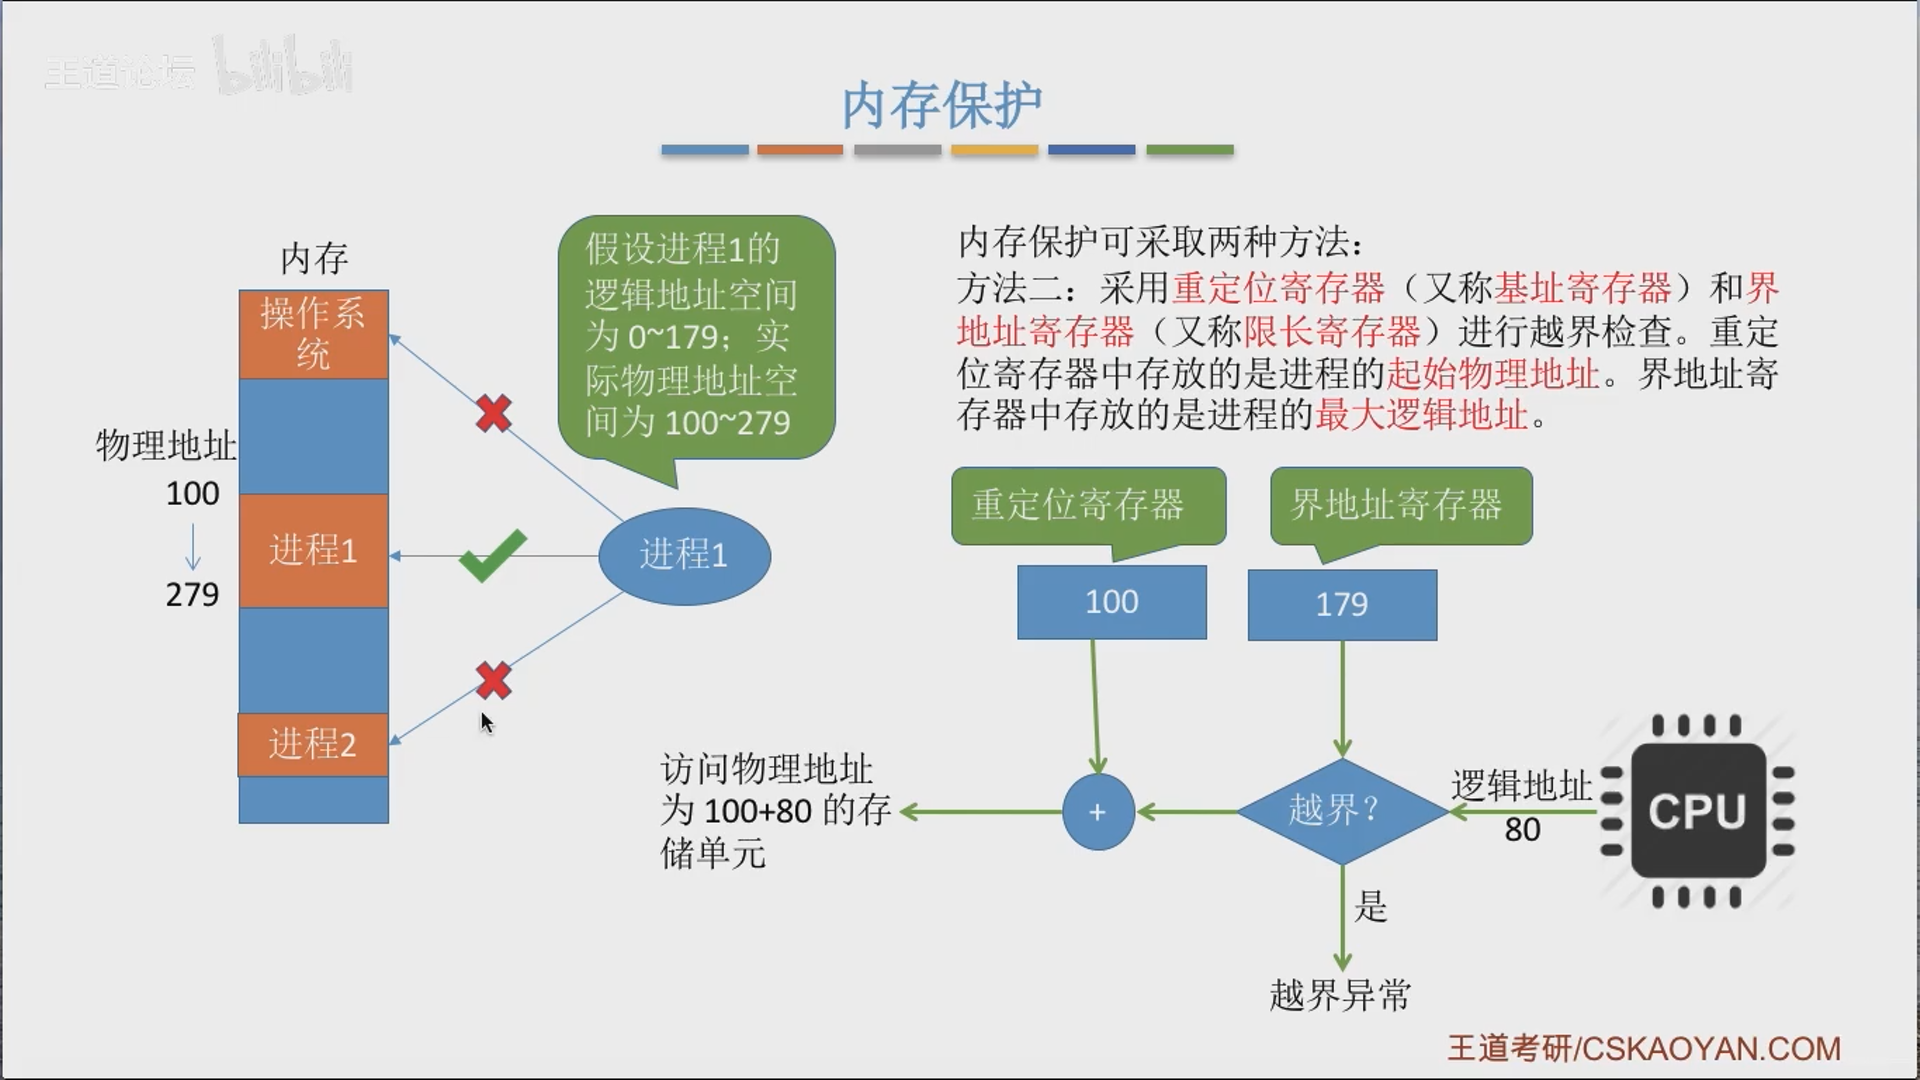 王道论坛 bilibili
内存保护
内存
操作系
统
物理地址
100
279
进程1
进程2
假设进程1的
逻辑地址空间
为 0~179；实
际物理地址空
间为 100~279
进程1
内存保护可采取两种方法：
方法二：采用重定位寄存器（又称基址寄存器）和界
地址寄存器（又称限长寄存器）进行越界检查。重定
位寄存器中存放的是进程的起始物理地址。界地址寄
存器中存放的是进程的最大逻辑地址。
重定位寄存器
界地址寄存器
100
179
访问物理地址
为 100+80 的存
储单元
+
越界？
逻辑地址
80
CPU
是
越界异常
王道考研/CSKAOYAN.COM